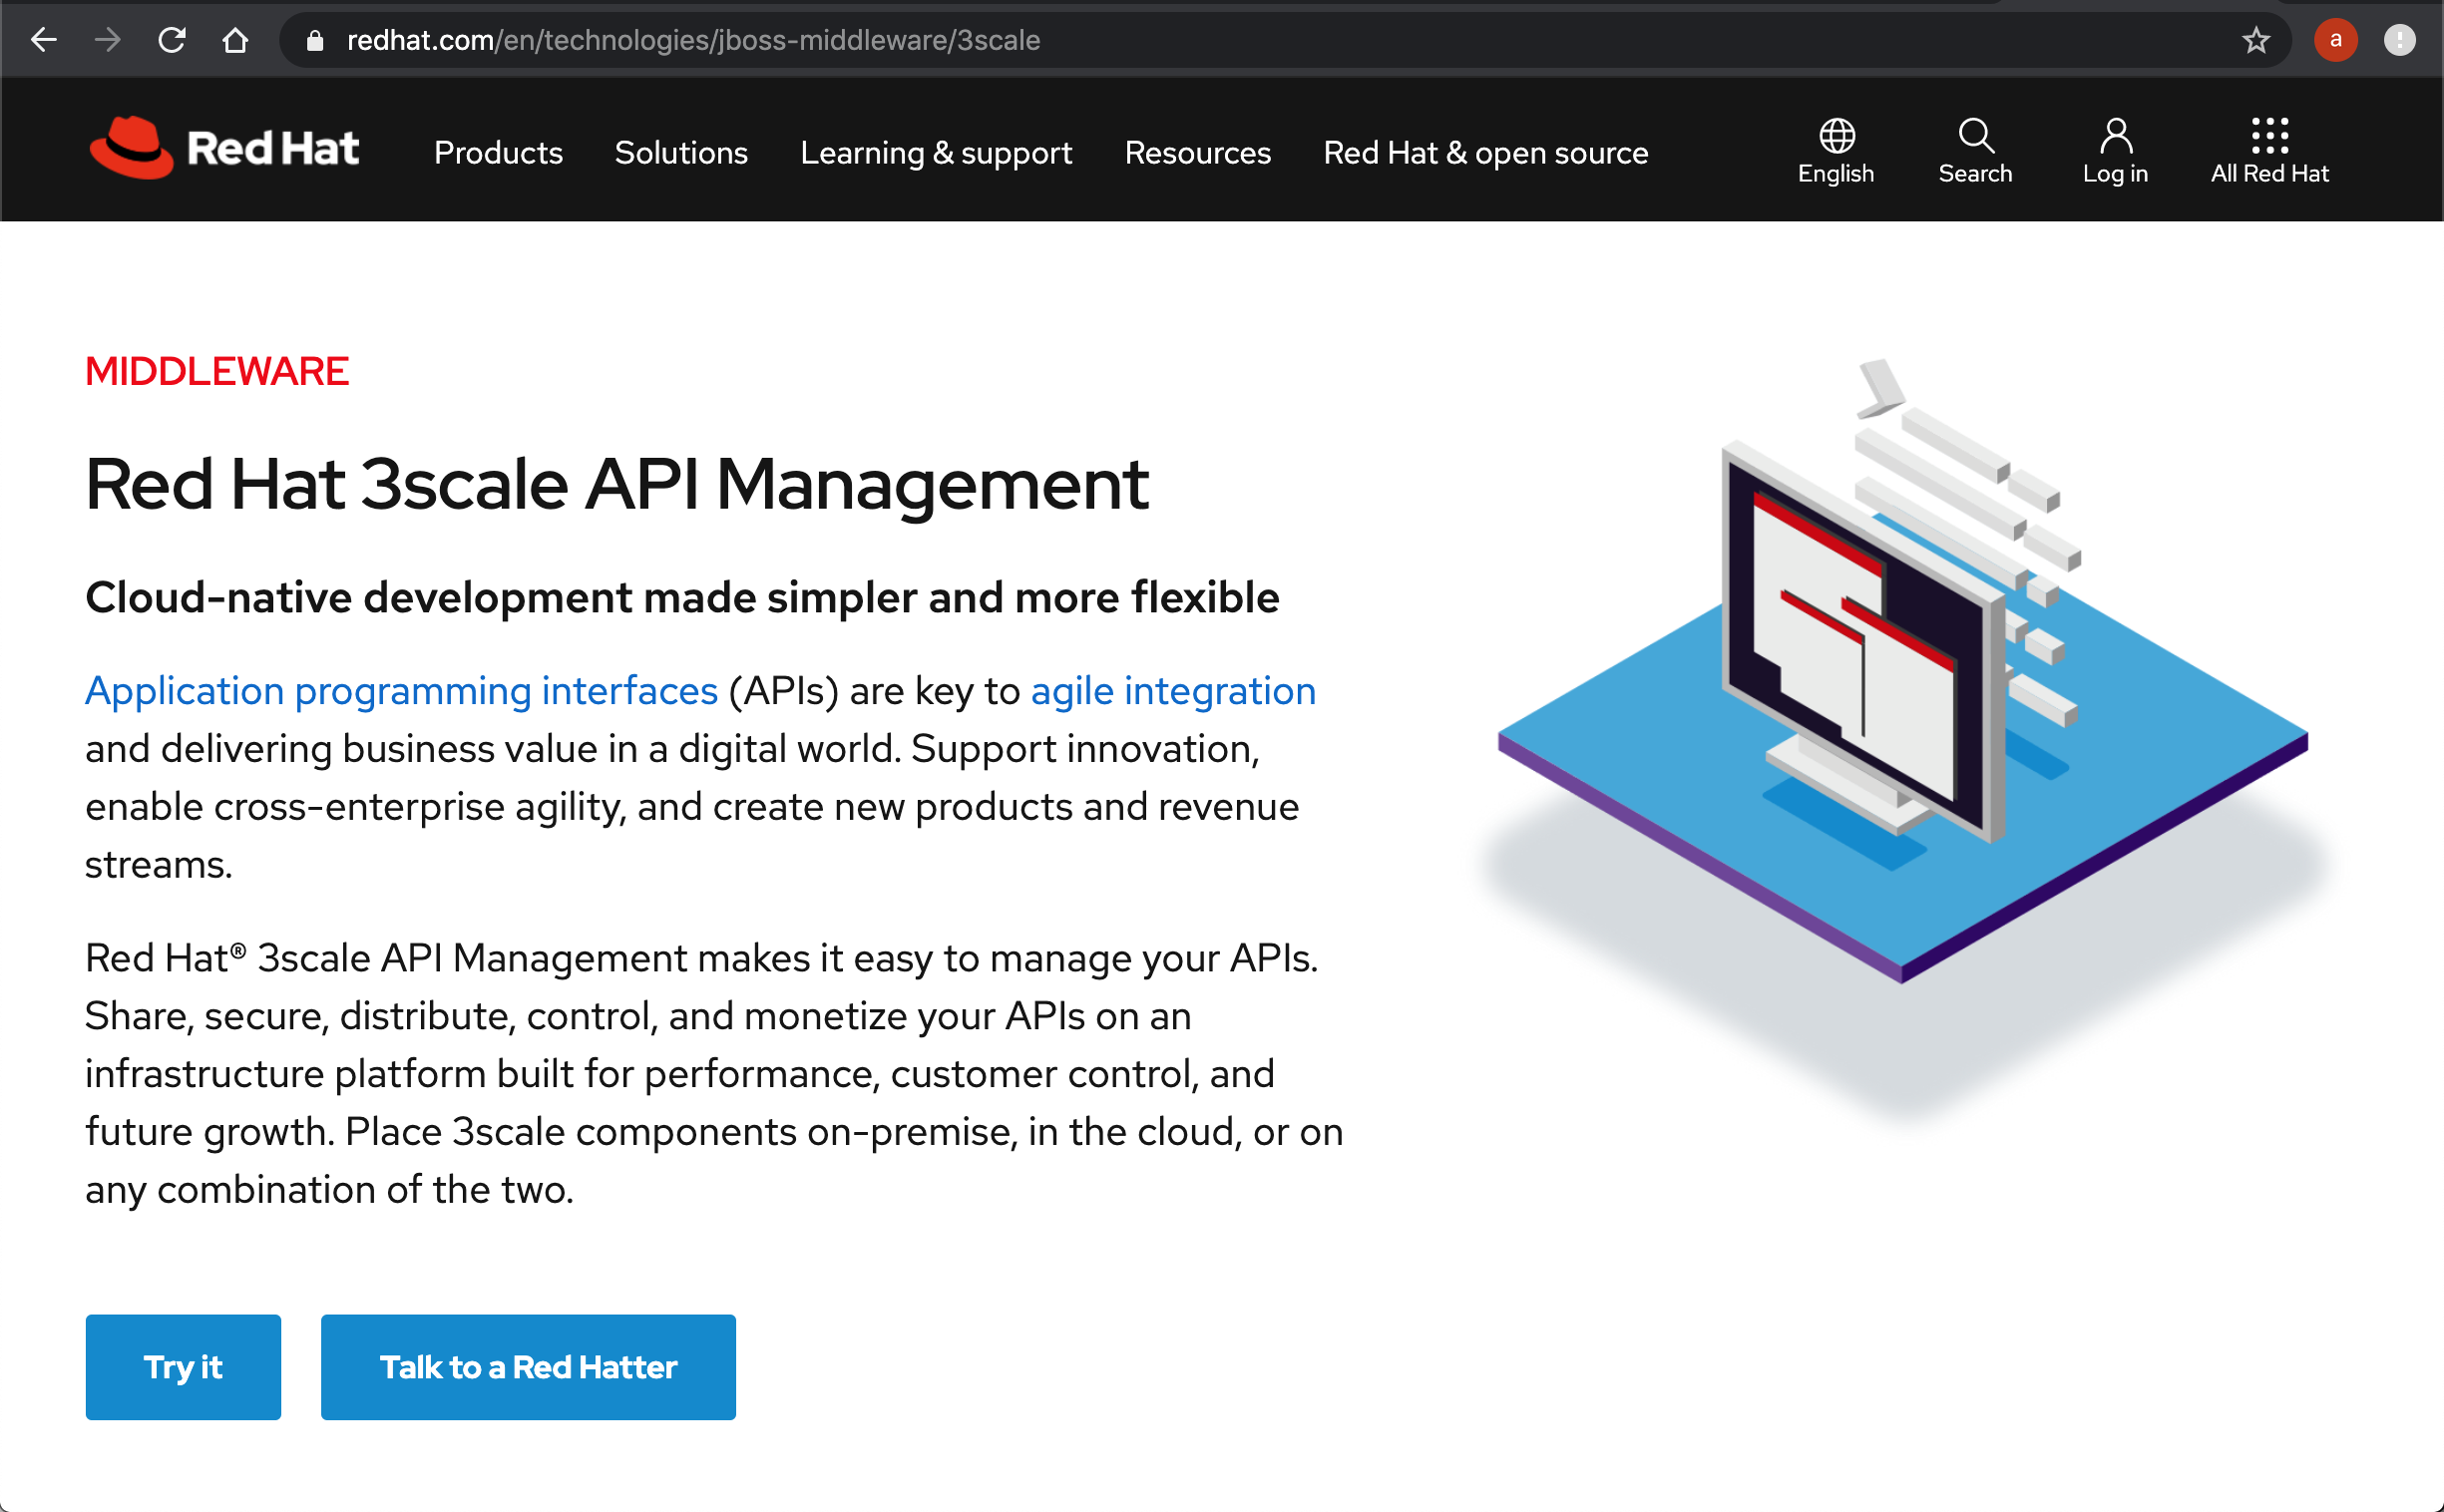 redhat.com/en/technologies/jboss-middleware/3scale
a
Red Hat
Products
Solutions
Learning & support
Resources
Red Hat & open source
English
Search
Log in
All Red Hat
MIDDLEWARE
Red Hat 3scale API Management
Cloud-native development made simpler and more flexible
Application programming interfaces (APIs) are key to agile integration
and delivering business value in a digital world. Support innovation,
enable cross-enterprise agility, and create new products and revenue
streams.
Red Hat® 3scale API Management makes it easy to manage your APIs.
Share, secure, distribute, control, and monetize your APIs on an
infrastructure platform built for performance, customer control, and
future growth. Place 3scale components on-premise, in the cloud, or on
any combination of the two.
Try it
Talk to a Red Hatter